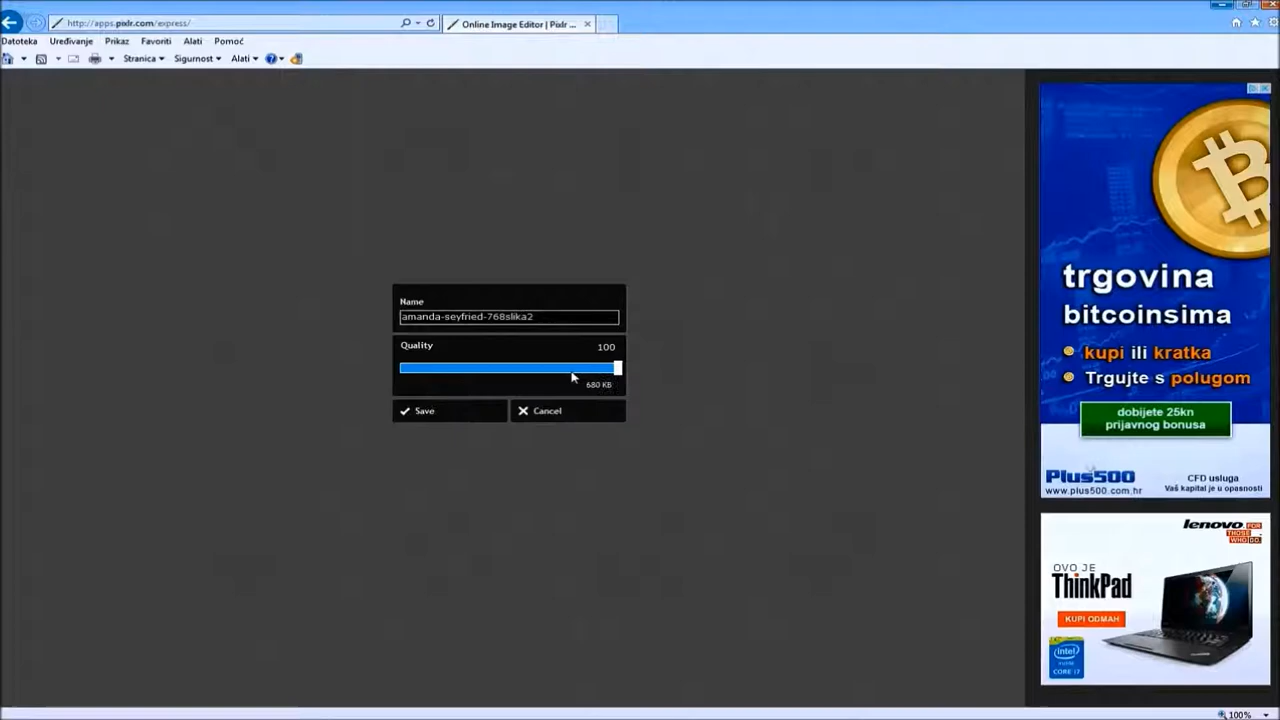 http://apps.pixlr.com/express/
Online Image Editor | Pixlr ...
Datoteka Uređivanje Prikaz Favoriti Alati Pomoć
Stranica Sigurnost Alati
Name
amanda-seyfried-768slika2
Quality 100
680 KB
Save Cancel
trgovina
bitcoinsima
kupi ili kratka
Trgujte s polugom
dobijete 25kn
prijavnog bonusa
Plus500
www.plus500.com.hr
CFD usluga
Vaš kapital je u opasnosti
lenovo FOR THOSE WHO DO.
OVO JE
ThinkPad
KUPI ODMAH
intel
CORE i7
100%